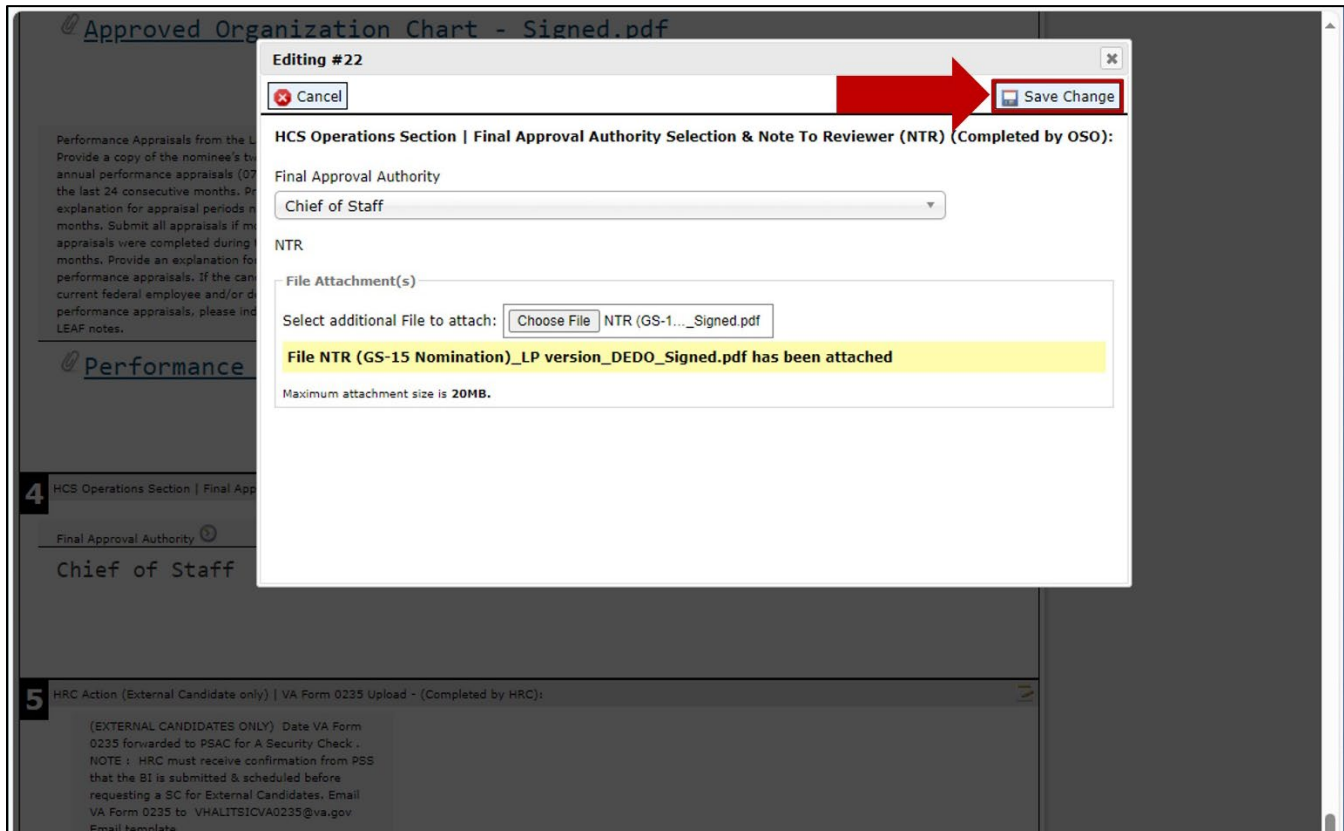 Approved Organization Chart - Signed.pdf
Editing #22
Cancel
Save Change
HCS Operations Section | Final Approval Authority Selection & Note To Reviewer (NTR) (Completed by OSO):
Final Approval Authority
Chief of Staff
NTR
File Attachment(s)
Select additional File to attach: Choose File NTR (GS-1..._Signed.pdf
File NTR (GS-15 Nomination)_LP version_DEDO_Signed.pdf has been attached
Maximum attachment size is 20MB.
Performance Appraisals from the L
Provide a copy of the nominee's tw
annual performance appraisals (07
the last 24 consecutive months. Pr
explanation for appraisal periods n
months. Submit all appraisals if mo
appraisals were completed during
months. Provide an explanation fo
performance appraisals. If the can
current federal employee and/or d
performance appraisals, please ind
LEAF notes.
Performance
4 HCS Operations Section | Final App
Final Approval Authority
Chief of Staff
5 HRC Action (External Candidate only) | VA Form 0235 Upload - (Completed by HRC):
(EXTERNAL CANDIDATES ONLY) Date VA Form
0235 forwarded to PSAC for A Security Check .
NOTE : HRC must receive confirmation from PSS
that the BI is submitted & scheduled before
requesting a SC for External Candidates. Email
VA Form 0235 to VHALITSICVA0235@va.gov
Email template